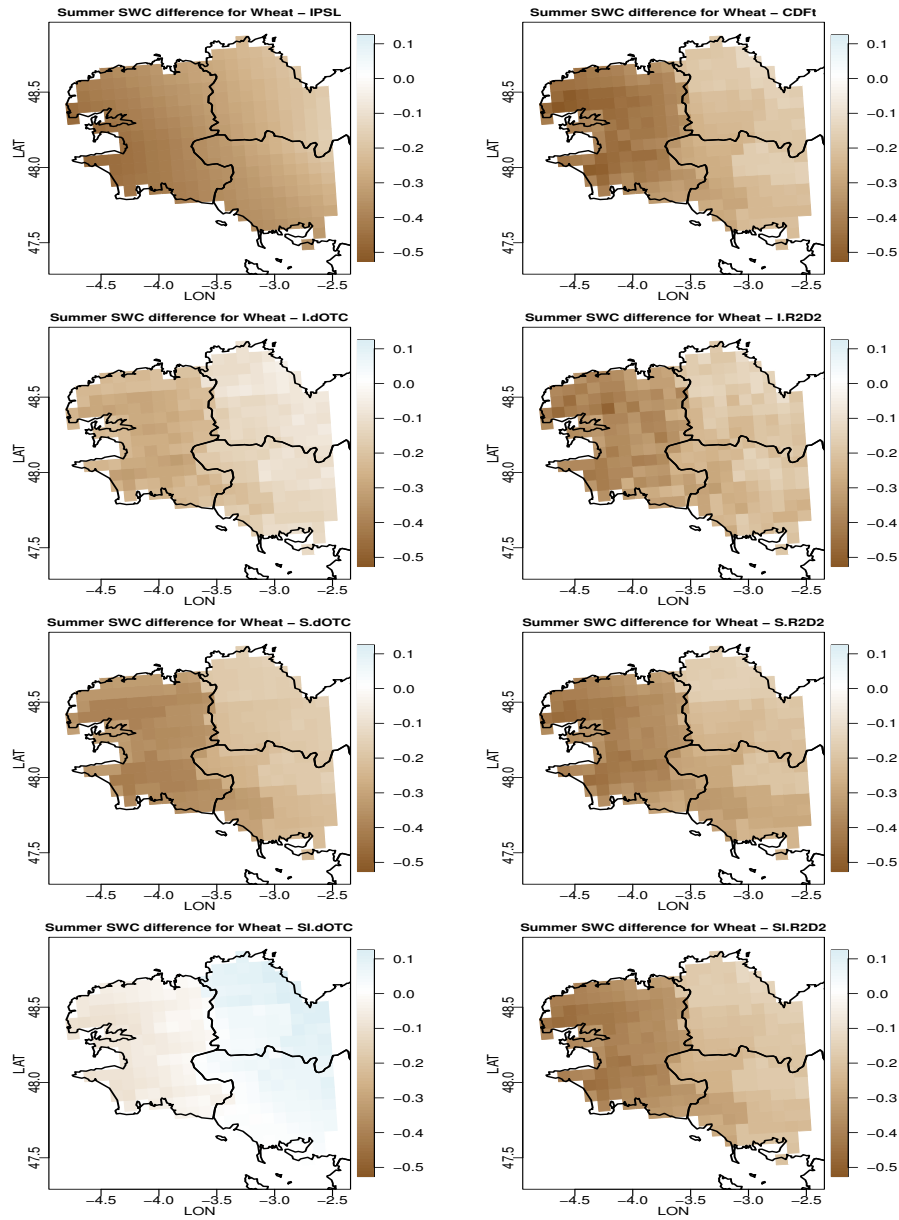 Summer SWC difference for Wheat − IPSL
LAT
48.5
48.0
47.5
−4.5 −4.0 −3.5 −3.0 −2.5
LON
0.1
0.0
−0.1
−0.2
−0.3
−0.4
−0.5
Summer SWC difference for Wheat − CDFt
LAT
48.5
48.0
47.5
−4.5 −4.0 −3.5 −3.0 −2.5
LON
0.1
0.0
−0.1
−0.2
−0.3
−0.4
−0.5
Summer SWC difference for Wheat − I.dOTC
LAT
48.5
48.0
47.5
−4.5 −4.0 −3.5 −3.0 −2.5
LON
0.1
0.0
−0.1
−0.2
−0.3
−0.4
−0.5
Summer SWC difference for Wheat − I.R2D2
LAT
48.5
48.0
47.5
−4.5 −4.0 −3.5 −3.0 −2.5
LON
0.1
0.0
−0.1
−0.2
−0.3
−0.4
−0.5
Summer SWC difference for Wheat − S.dOTC
LAT
48.5
48.0
47.5
−4.5 −4.0 −3.5 −3.0 −2.5
LON
0.1
0.0
−0.1
−0.2
−0.3
−0.4
−0.5
Summer SWC difference for Wheat − S.R2D2
LAT
48.5
48.0
47.5
−4.5 −4.0 −3.5 −3.0 −2.5
LON
0.1
0.0
−0.1
−0.2
−0.3
−0.4
−0.5
Summer SWC difference for Wheat − SI.dOTC
LAT
48.5
48.0
47.5
−4.5 −4.0 −3.5 −3.0 −2.5
LON
0.1
0.0
−0.1
−0.2
−0.3
−0.4
−0.5
Summer SWC difference for Wheat − SI.R2D2
LAT
48.5
48.0
47.5
−4.5 −4.0 −3.5 −3.0 −2.5
LON
0.1
0.0
−0.1
−0.2
−0.3
−0.4
−0.5